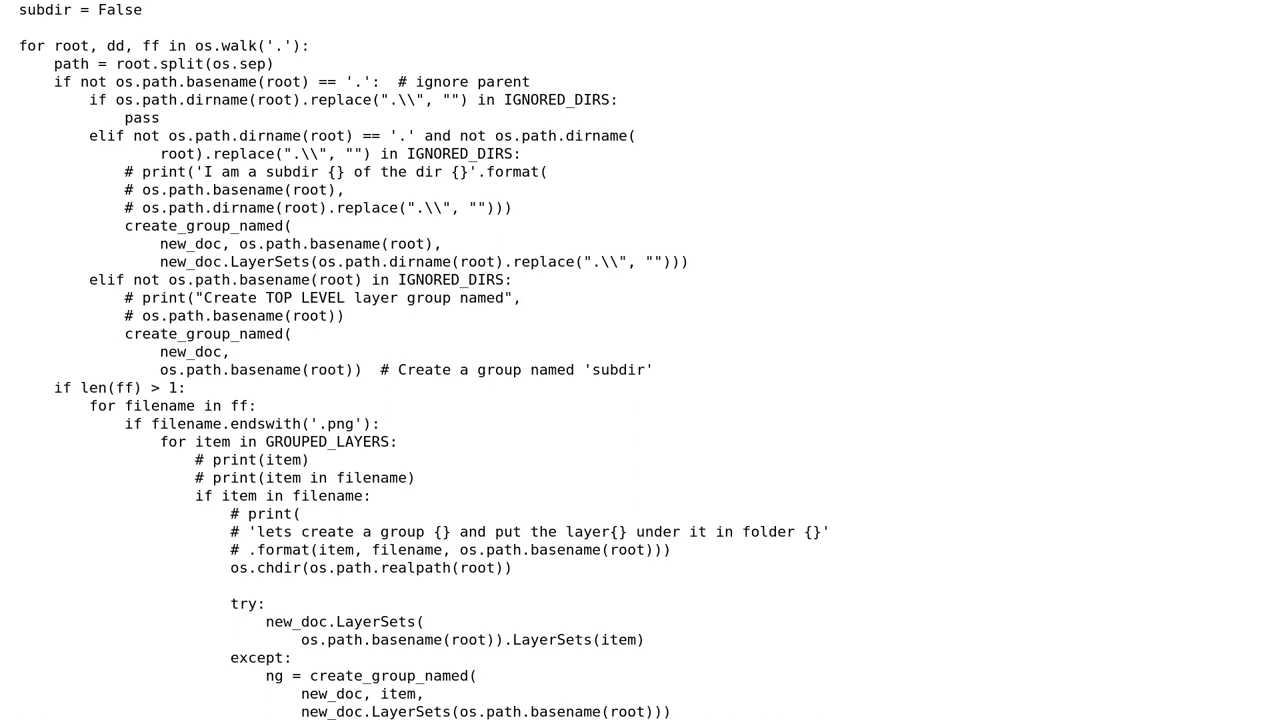 subdir = False

for root, dd, ff in os.walk('.'):
    path = root.split(os.sep)
    if not os.path.basename(root) == '.':  # ignore parent
        if os.path.dirname(root).replace(".\\", "") in IGNORED_DIRS:
            pass
        elif not os.path.dirname(root) == '.' and not os.path.dirname(
                root).replace(".\\", "") in IGNORED_DIRS:
            # print('I am a subdir {} of the dir {}'.format(
            # os.path.basename(root),
            # os.path.dirname(root).replace(".\\", "")))
            create_group_named(
                new_doc, os.path.basename(root),
                new_doc.LayerSets(os.path.dirname(root).replace(".\\", "")))
        elif not os.path.basename(root) in IGNORED_DIRS:
            # print("Create TOP LEVEL layer group named",
            # os.path.basename(root))
            create_group_named(
                new_doc,
                os.path.basename(root))  # Create a group named 'subdir'
    if len(ff) > 1:
        for filename in ff:
            if filename.endswith('.png'):
                for item in GROUPED_LAYERS:
                    # print(item)
                    # print(item in filename)
                    if item in filename:
                        # print(
                        # 'lets create a group {} and put the layer{} under it in folder {}'
                        # .format(item, filename, os.path.basename(root)))
                        os.chdir(os.path.realpath(root))

                        try:
                            new_doc.LayerSets(
                                os.path.basename(root)).LayerSets(item)
                        except:
                            ng = create_group_named(
                                new_doc, item,
                                new_doc.LayerSets(os.path.basename(root)))